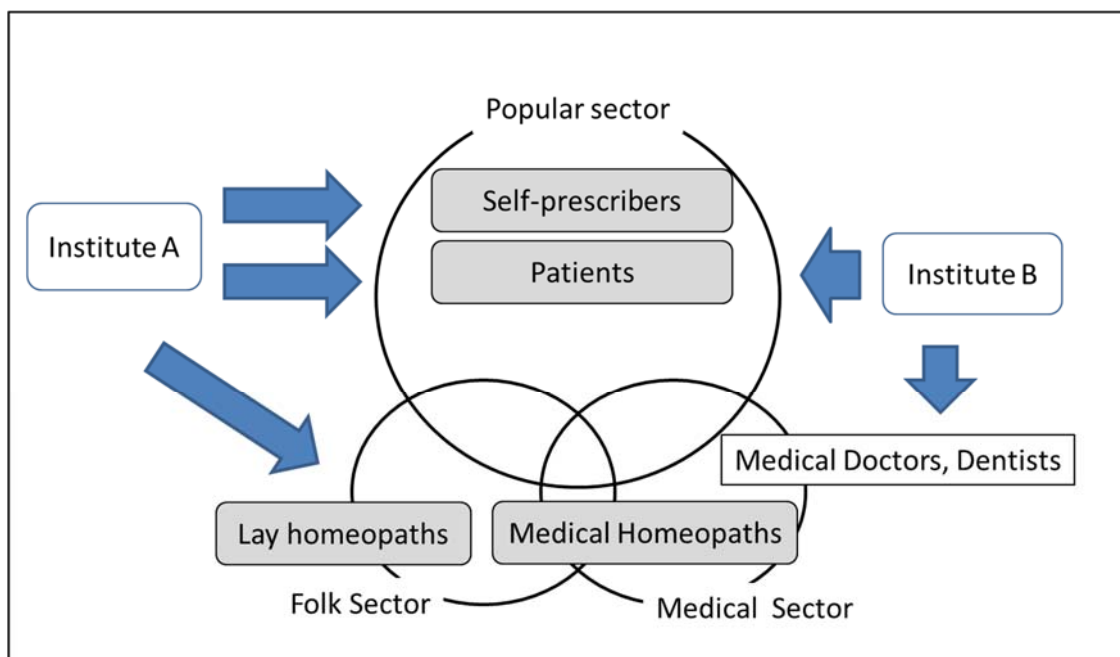 Popular sector
Self-prescribers
Institute A
Patients
Institute B
Medical Doctors, Dentists
Lay homeopaths
Medical Homeopaths
Folk Sector
Medical  Sector